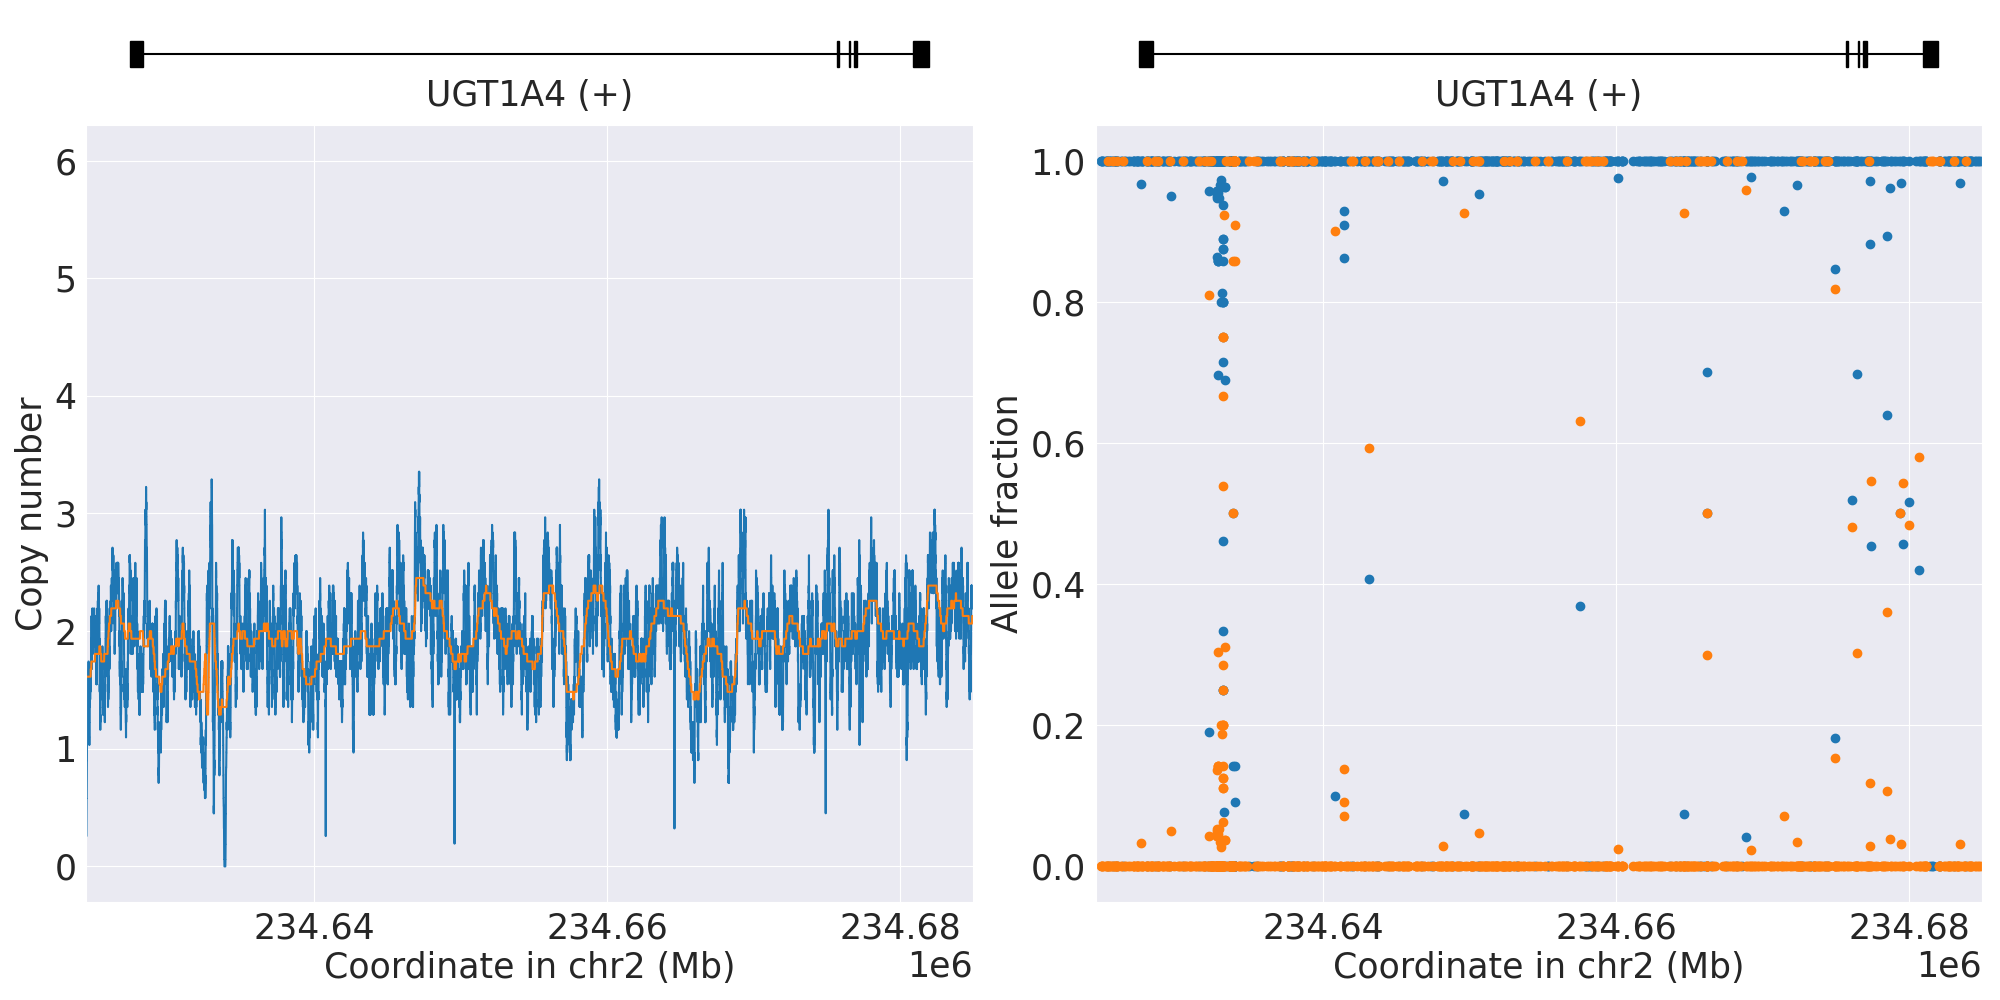 UGT1A4 (+)
6
5
4
3
2
1
0
Copy number
234.64 234.66 234.68
1e6
Coordinate in chr2 (Mb)
UGT1A4 (+)
1.0
0.8
0.6
0.4
0.2
0.0
Allele fraction
234.64 234.66 234.68
1e6
Coordinate in chr2 (Mb)